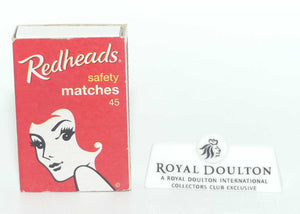 Redheads
safety
matches
45
ROYAL DOULTON
A ROYAL DOULTON INTERNATIONAL
COLLECTORS CLUB EXCLUSIVE